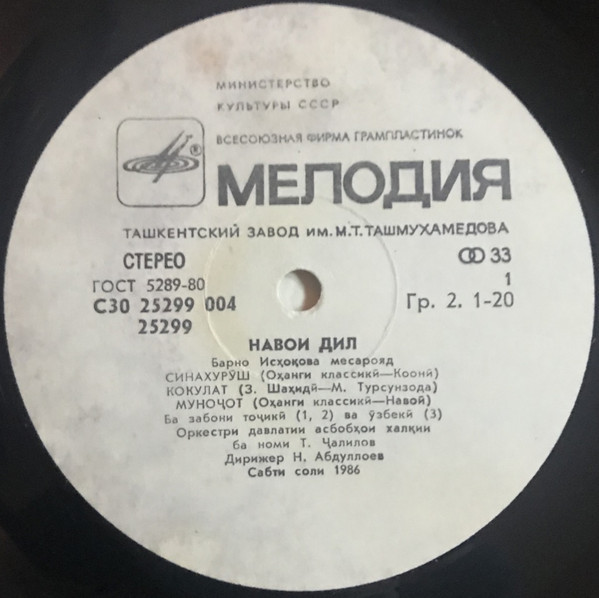 МИНИСТЕРСТВО
КУЛЬТУРЫ СССР
ВСЕСОЮЗНАЯ ФИРМА ГРАМПЛАСТИНОК
®
МЕЛОДИЯ
ТАШКЕНТСКИЙ ЗАВОД ИМ. М.Т. ТАШМУХАМЕДОВА
СТЕРЕО 33
ГОСТ 5289-80 1
С30 25299 004 Гр. 2. 1-20
25299
НАВОИ ДИЛ
Барно Исҳоқова месарояд
СИНАХУРӮШ (Оҳанги классикӣ—Коонӣ)
КОКУЛАТ (З. Шаҳидӣ—М. Турсунзода)
МУНОҶОТ (Оҳанги классикӣ—Навоӣ)
Ба забони тоҷикӣ (1, 2) ва ӯзбекӣ (3)
Оркестри давлатии асбобҳои халқии
ба номи Т. Ҷалилов
Дирижер Н. Абдуллоев
Сабти соли 1986